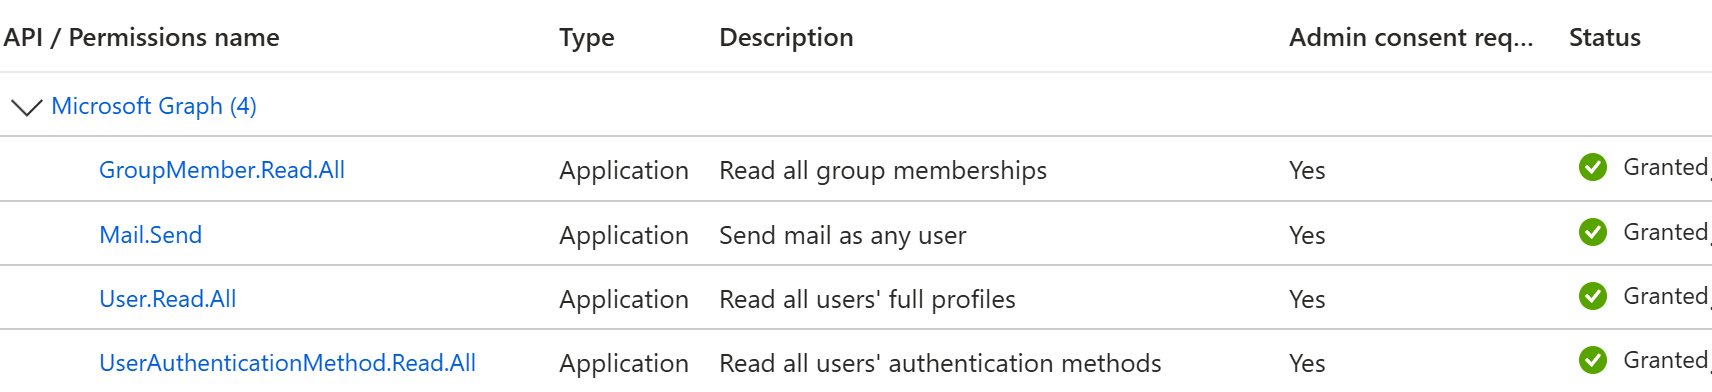 API / Permissions name Type Description Admin consent req... Status
Microsoft Graph (4)
GroupMember.Read.All Application Read all group memberships Yes Granted
Mail.Send Application Send mail as any user Yes Granted
User.Read.All Application Read all users' full profiles Yes Granted
UserAuthenticationMethod.Read.All Application Read all users' authentication methods Yes Granted